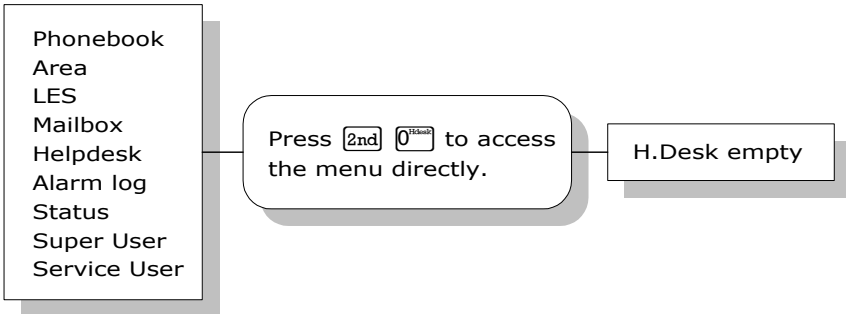 Phonebook
Area
LES
Mailbox
Helpdesk
Alarm log
Status
Super User
Service User
Press 2nd 0Hdesk to access
the menu directly.
H.Desk empty